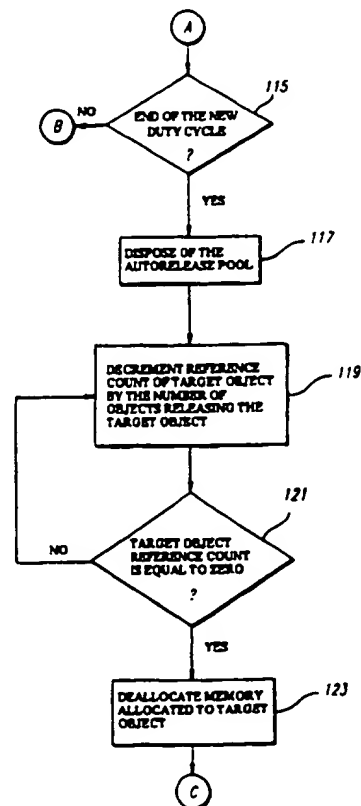 A
115
END OF THE NEW
DUTY CYCLE
?
NO
B
YES
117
DISPOSE OF THE
AUTORELEASE POOL
119
DECREMENT REFERENCE
COUNT OF TARGET OBJECT
BY THE NUMBER OF
OBJECTS RELEASING THE
TARGET OBJECT
121
TARGET OBJECT
REFERENCE COUNT
IS EQUAL TO ZERO
?
NO
YES
123
DEALLOCATE MEMORY
ALLOCATED TO TARGET
OBJECT
C